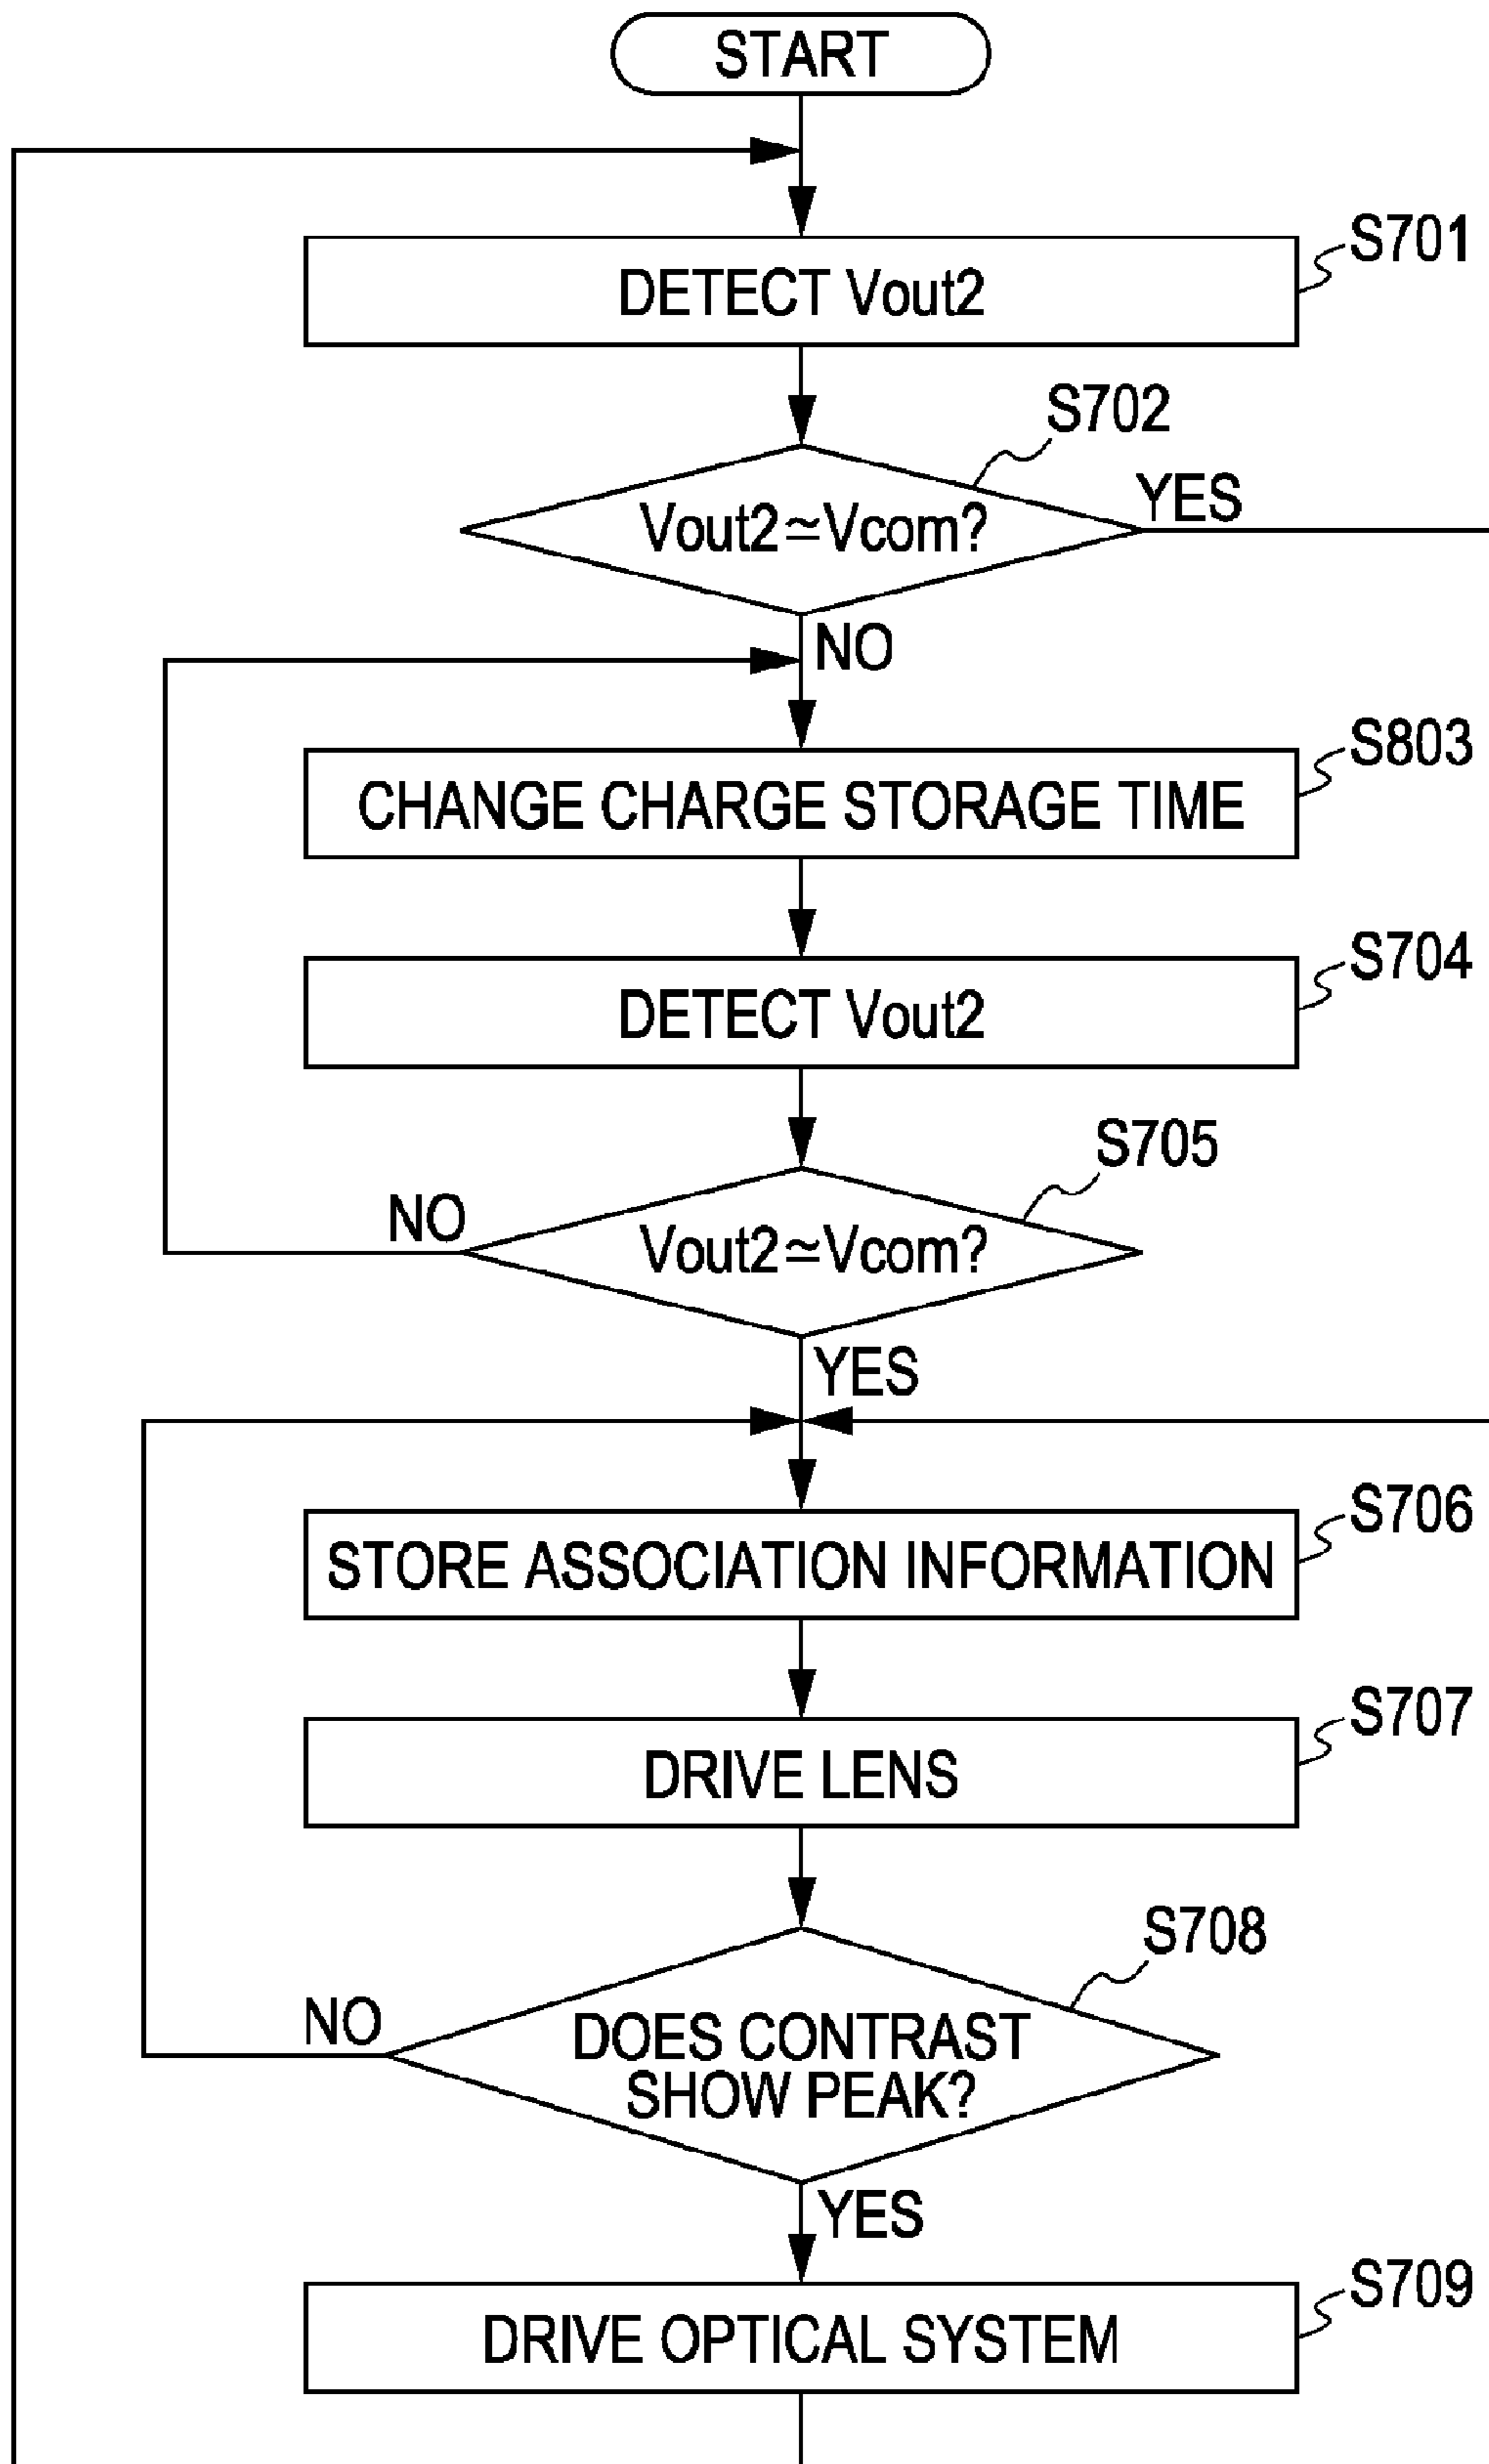 START
S701
DETECT Vout2
S702
Vout2≃Vcom?
YES
NO
S803
CHANGE CHARGE STORAGE TIME
S704
DETECT Vout2
S705
NO
Vout2≃Vcom?
YES
S706
STORE ASSOCIATION INFORMATION
S707
DRIVE LENS
S708
NO
DOES CONTRAST
SHOW PEAK?
YES
S709
DRIVE OPTICAL SYSTEM